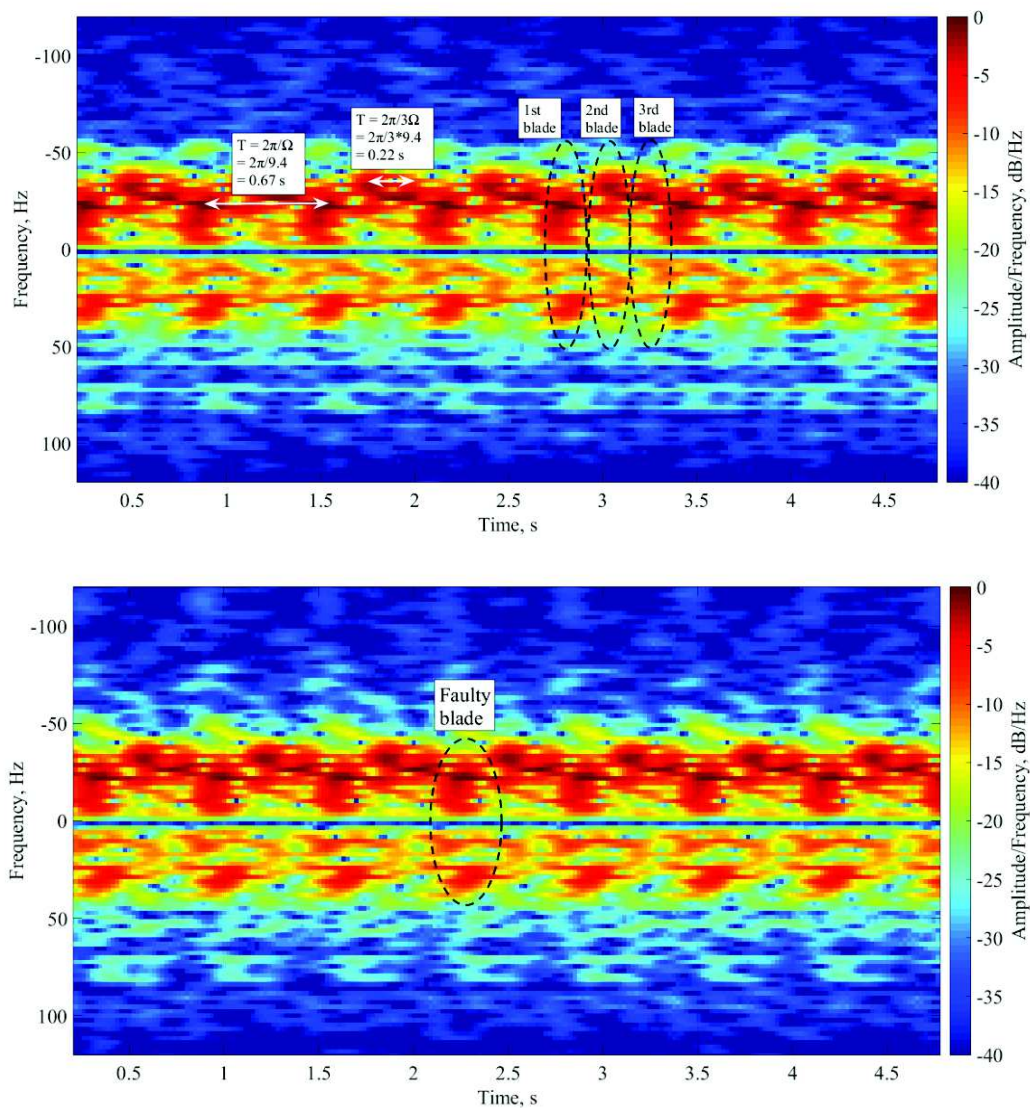 -100
-50
0
50
100
Frequency, Hz
T = 2π/Ω
= 2π/9.4
= 0.67 s
T = 2π/3Ω
= 2π/3*9.4
= 0.22 s
1st
blade
2nd
blade
3rd
blade
0.5 1 1.5 2 2.5 3 3.5 4 4.5
Time, s
0
-5
-10
-15
-20
-25
-30
-35
-40
Amplitude/Frequency, dB/Hz
-100
-50
0
50
100
Frequency, Hz
Faulty
blade
0.5 1 1.5 2 2.5 3 3.5 4 4.5
Time, s
0
-5
-10
-15
-20
-25
-30
-35
-40
Amplitude/Frequency, dB/Hz